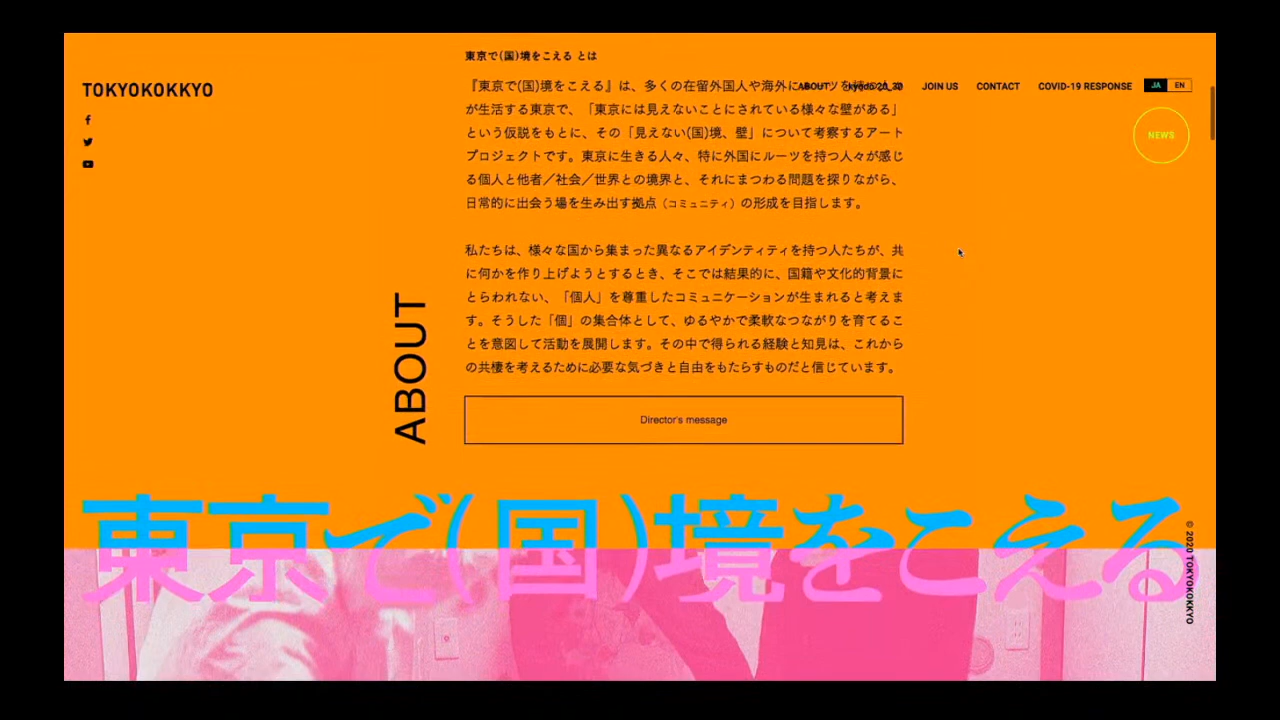 東京で(国)境をこえる とは
TOKYOKOKKYO
ABOUT
JOIN US
CONTACT
COVID-19 RESPONSE
JA
EN
NEWS
『東京で(国)境をこえる』は、多くの在留外国人や海外に
が生活する東京で、「東京には見えないことにされている様々な壁がある」
という仮説をもとに、その「見えない(国)境、壁」について考察するアート
プロジェクトです。東京に生きる人々、特に外国にルーツを持つ人々が感じ
る個人と他者／社会／世界との境界と、それにまつわる問題を探りながら、
日常的に出会う場を生み出す拠点（コミュニティ）の形成を目指します。
私たちは、様々な国から集まった異なるアイデンティティを持つ人たちが、共
に何かを作り上げようとするとき、そこでは結果的に、国籍や文化的背景に
とらわれない、「個人」を尊重したコミュニケーションが生まれると考えま
す。そうした「個」の集合体として、ゆるやかで柔軟なつながりを育てるこ
とを意図して活動を展開します。その中で得られる経験と知見は、これから
の共棲を考えるために必要な気づきと自由をもたらすものだと信じています。
ABOUT
Director's message
東京で(国)境をこえる
© 2020 TOKYOKOKKYO